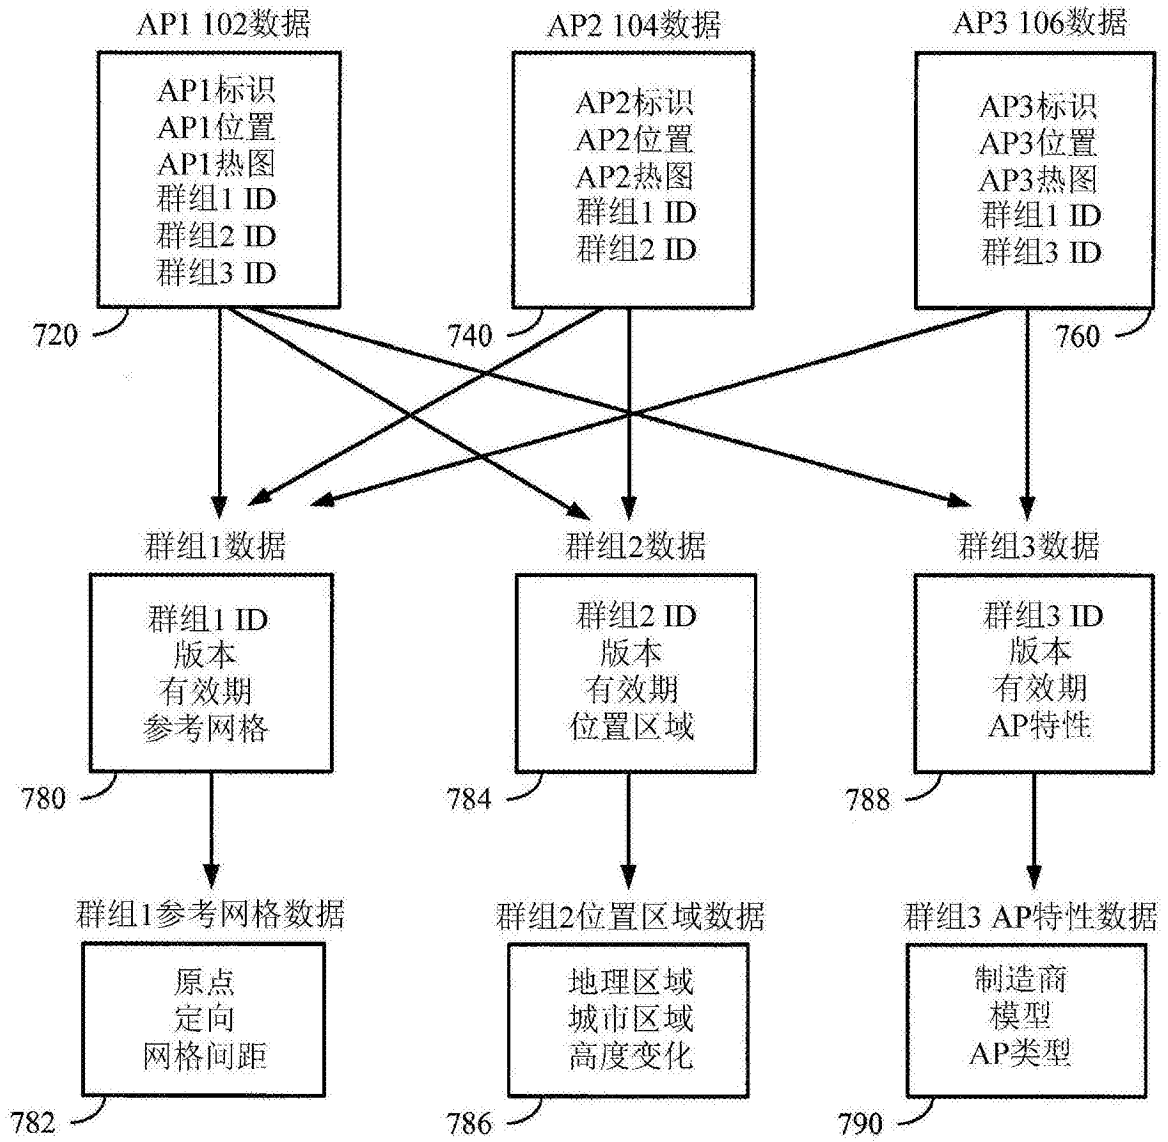 AP1 102数据
AP1标识
AP1位置
AP1热图
群组1 ID
群组2 ID
群组3 ID
720
AP2 104数据
AP2标识
AP2位置
AP2热图
群组1 ID
群组2 ID
740
AP3 106数据
AP3标识
AP3位置
AP3热图
群组1 ID
群组3 ID
760
群组1数据
群组1 ID
版本
有效期
参考网格
780
群组2数据
群组2 ID
版本
有效期
位置区域
784
群组3数据
群组3 ID
版本
有效期
AP特性
788
群组1参考网格数据
原点
定向
网格间距
782
群组2位置区域数据
地理区域
城市区域
高度变化
786
群组3 AP特性数据
制造商
模型
AP类型
790